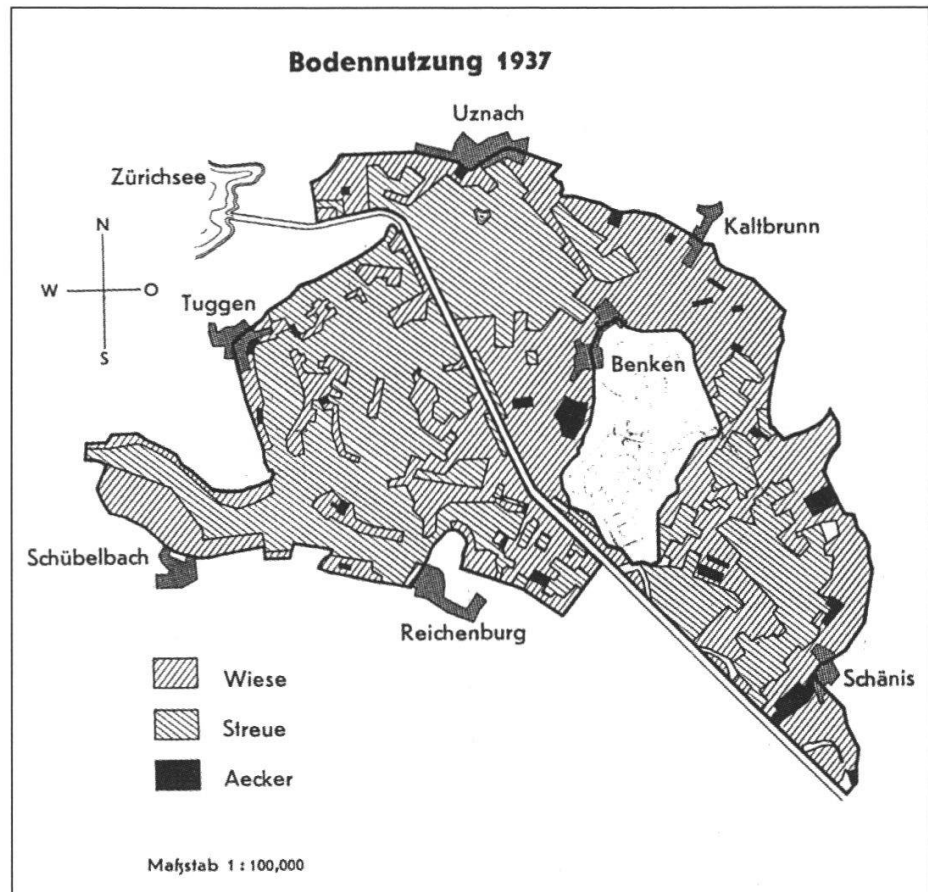 Bodennutzung 1937
Uznach
Zürichsee
Kaltbrunn
N
W O
S
Tuggen
Benken
Schübelbach
Reichenburg
Schänis
Wiese
Streue
Aecker
Maßstab 1 : 100,000